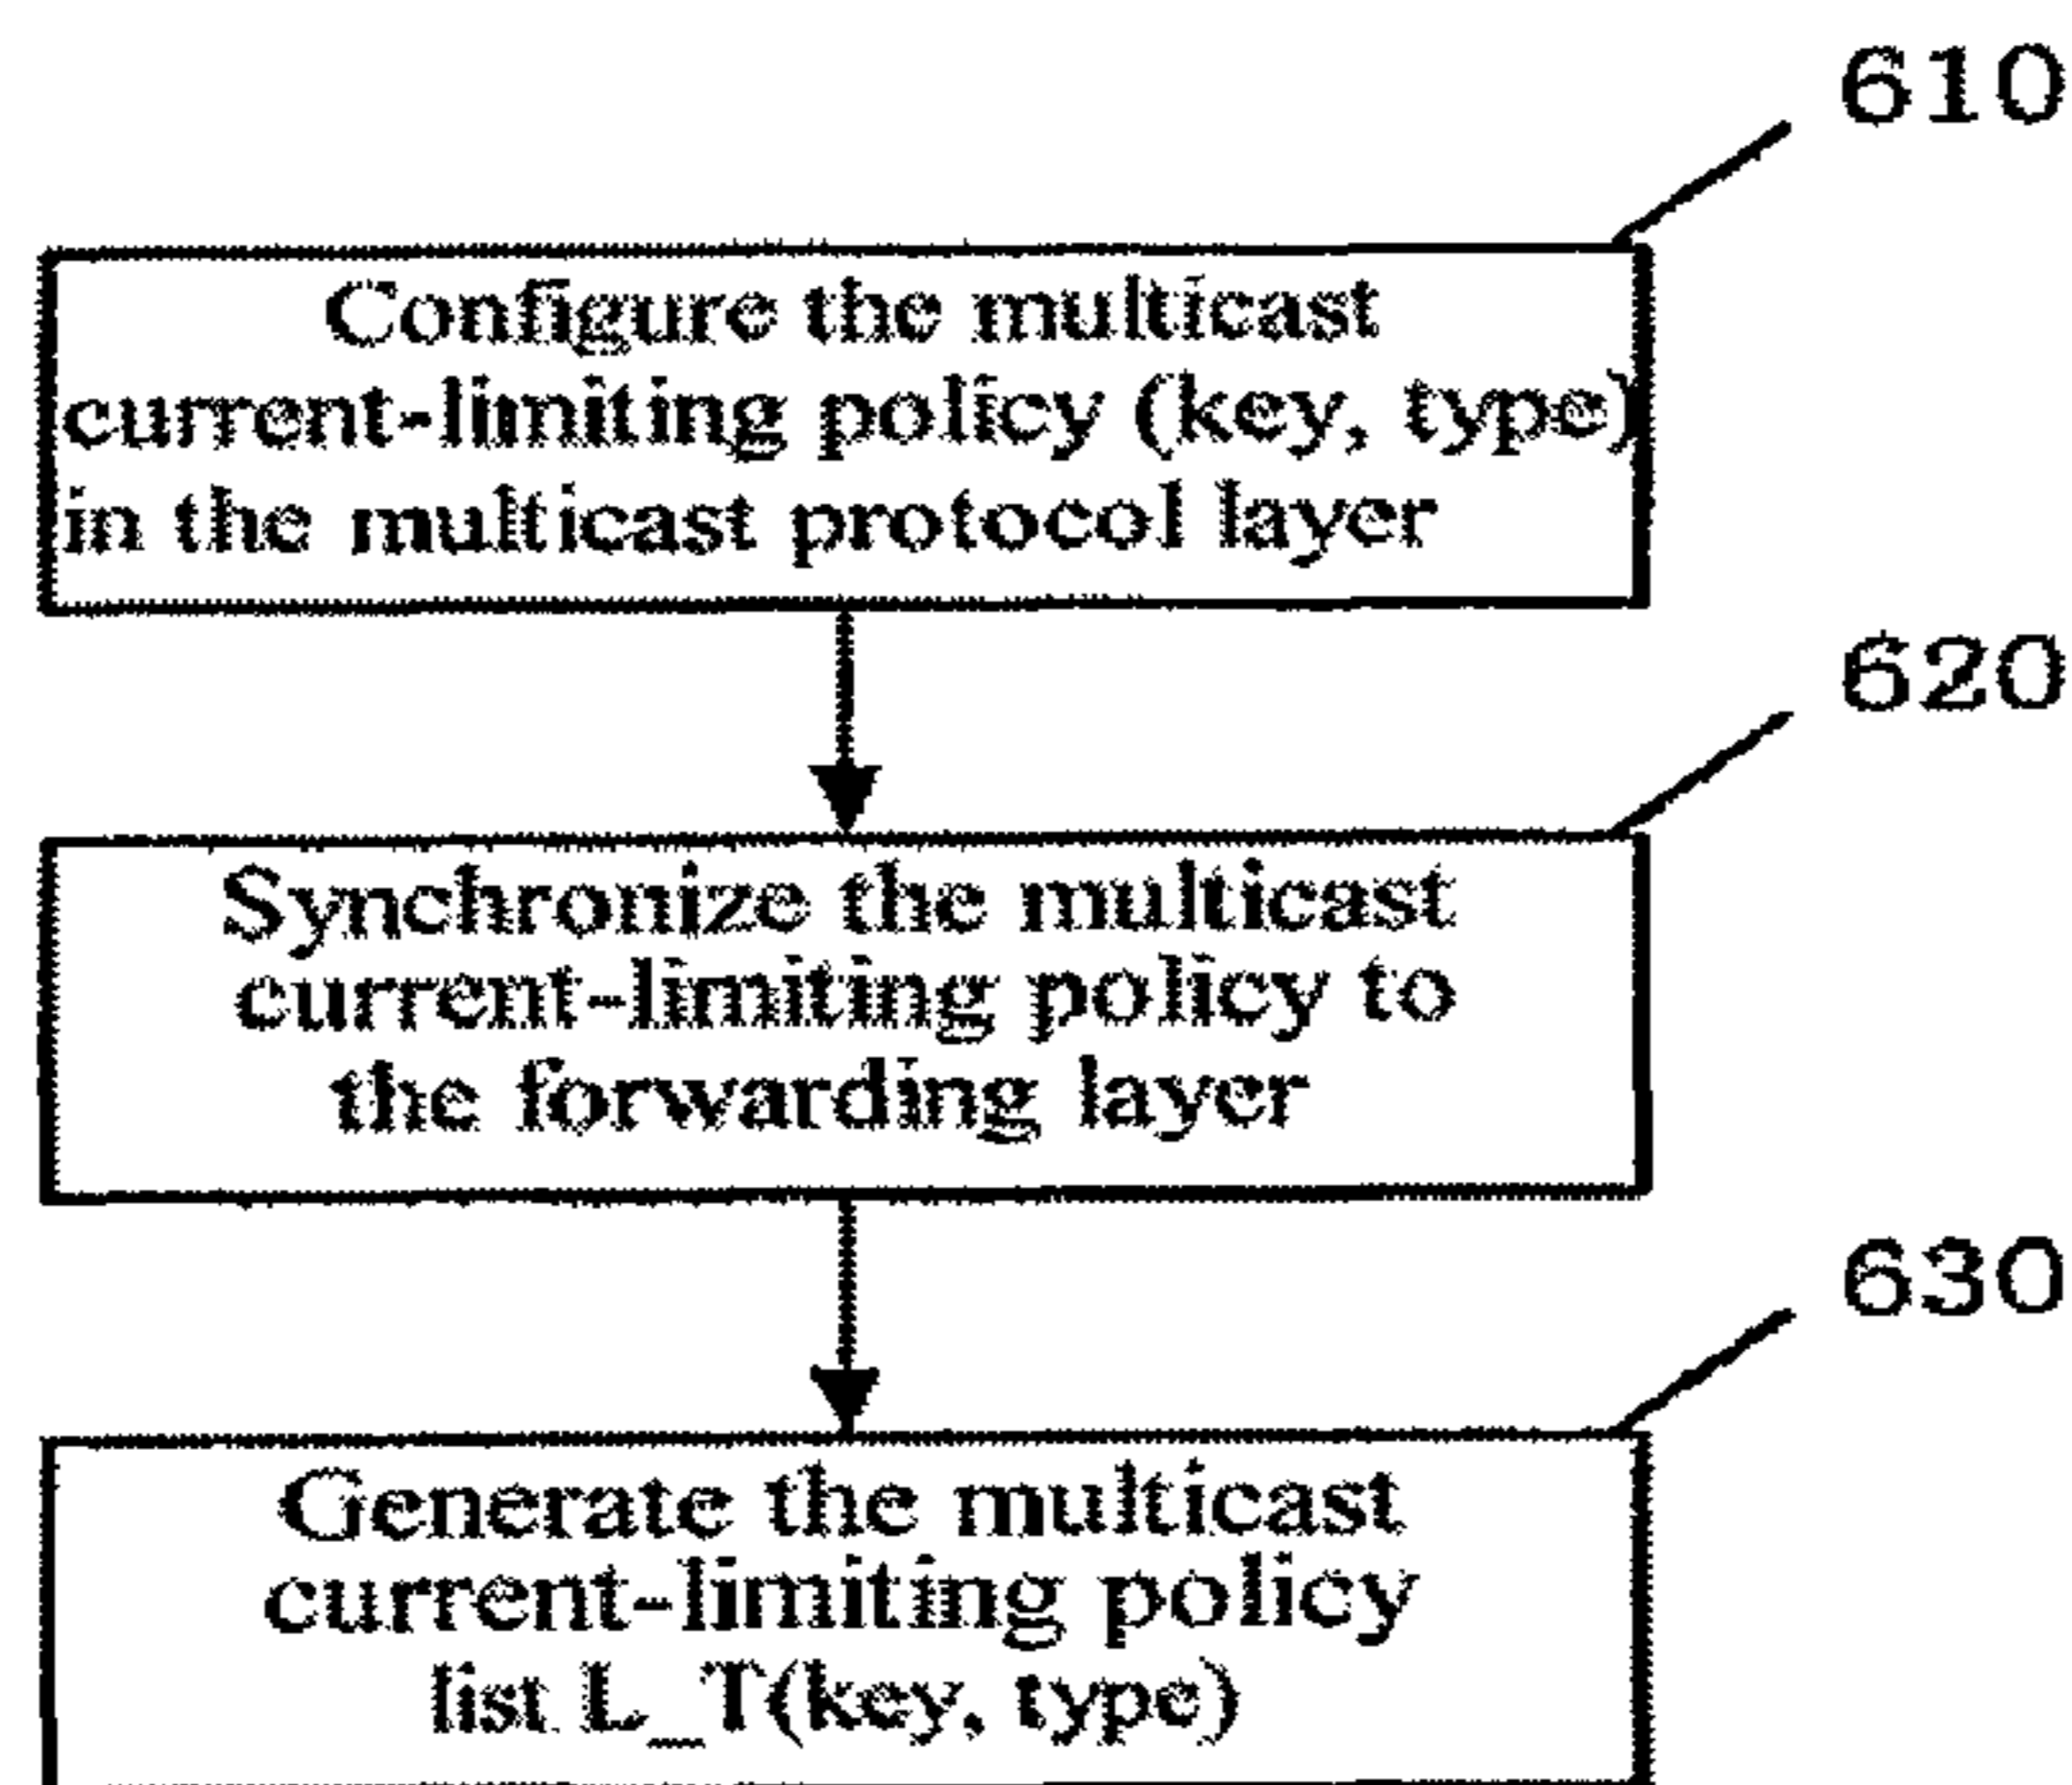 610
Configure the multicast
current-limiting policy (key, type)
in the multicast protocol layer
620
Synchronize the multicast
current-limiting policy to
the forwarding layer
630
Generate the multicast
current-limiting policy
list L_T(key, type)